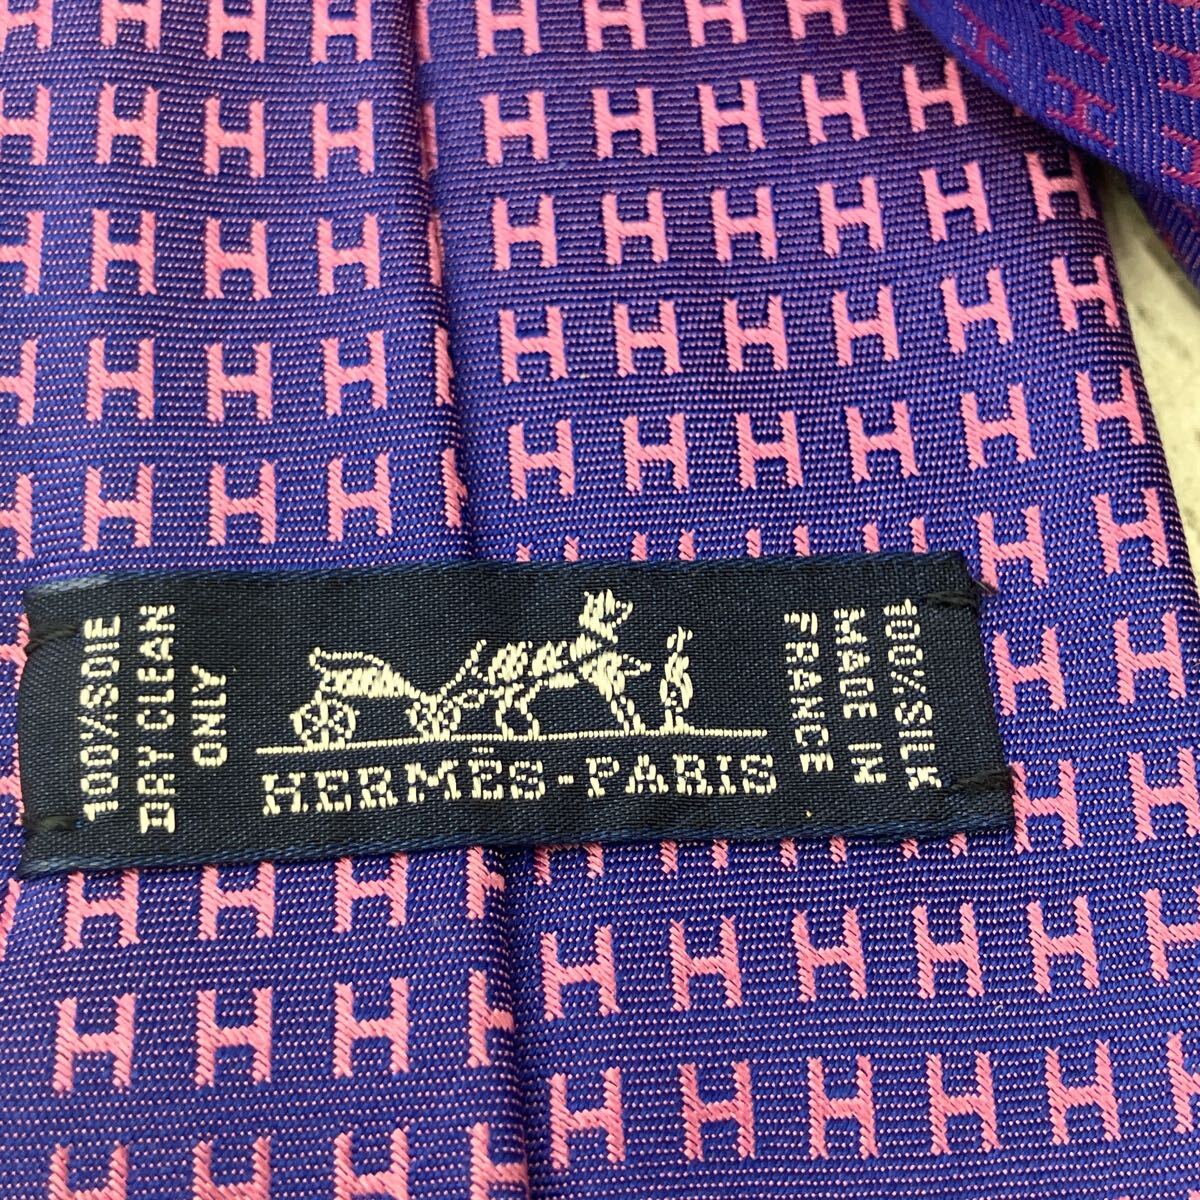 100%SOIE
DRY CLEAN
ONLY
HERMÈS-PARIS
100%SILK
MADE IN
FRANCE